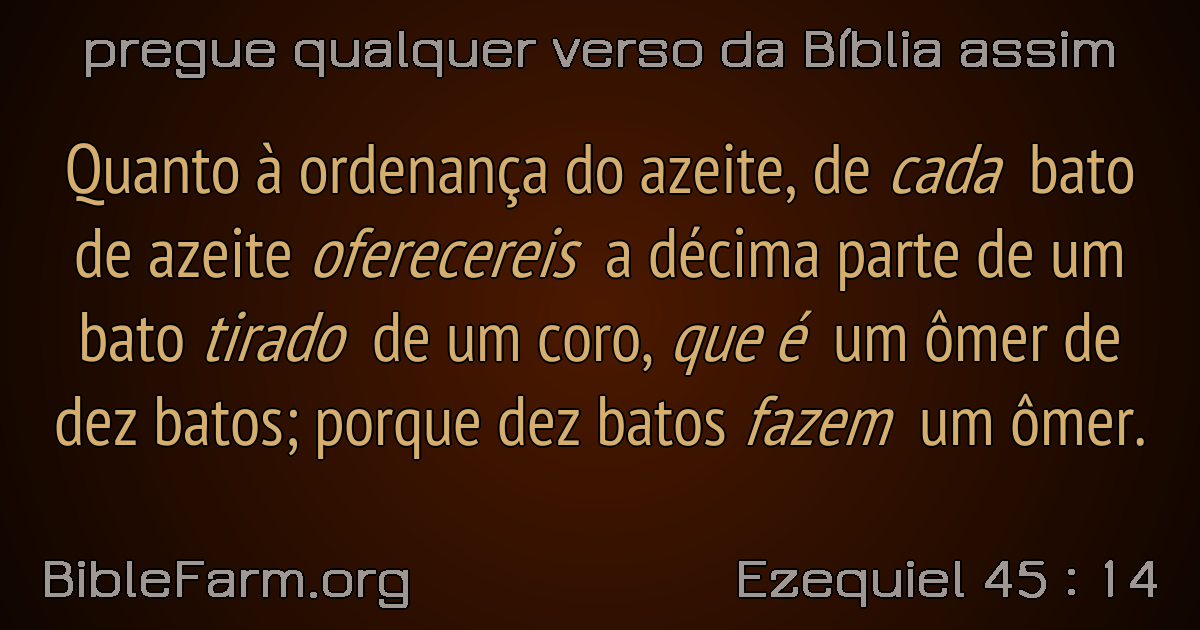 pregue qualquer verso da Bíblia assim
Quanto à ordenança do azeite, de cada bato
de azeite oferecereis a décima parte de um
bato tirado de um coro, que é um ômer de
dez batos; porque dez batos fazem um ômer.
BibleFarm.org
Ezequiel 45 : 14